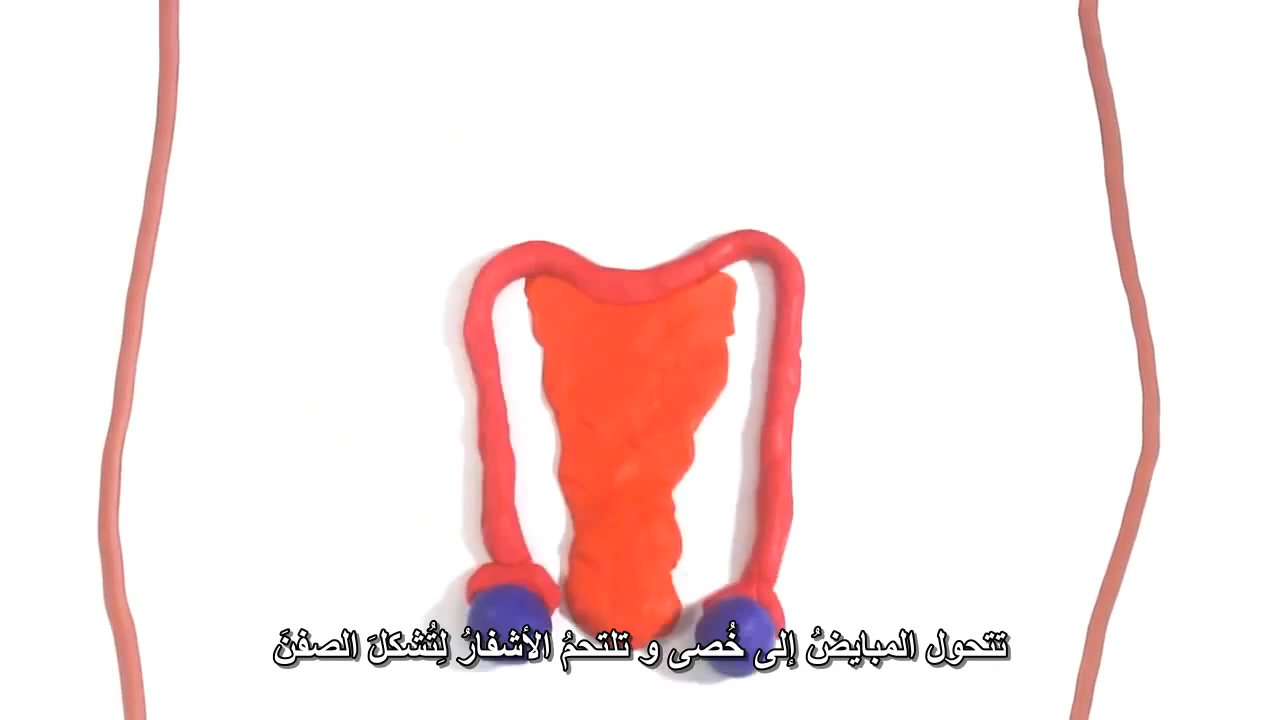 تتحول المبايضُ إلى خُصى و تلتحمُ الأشفارُ لِتُشكلَ الصفنَ